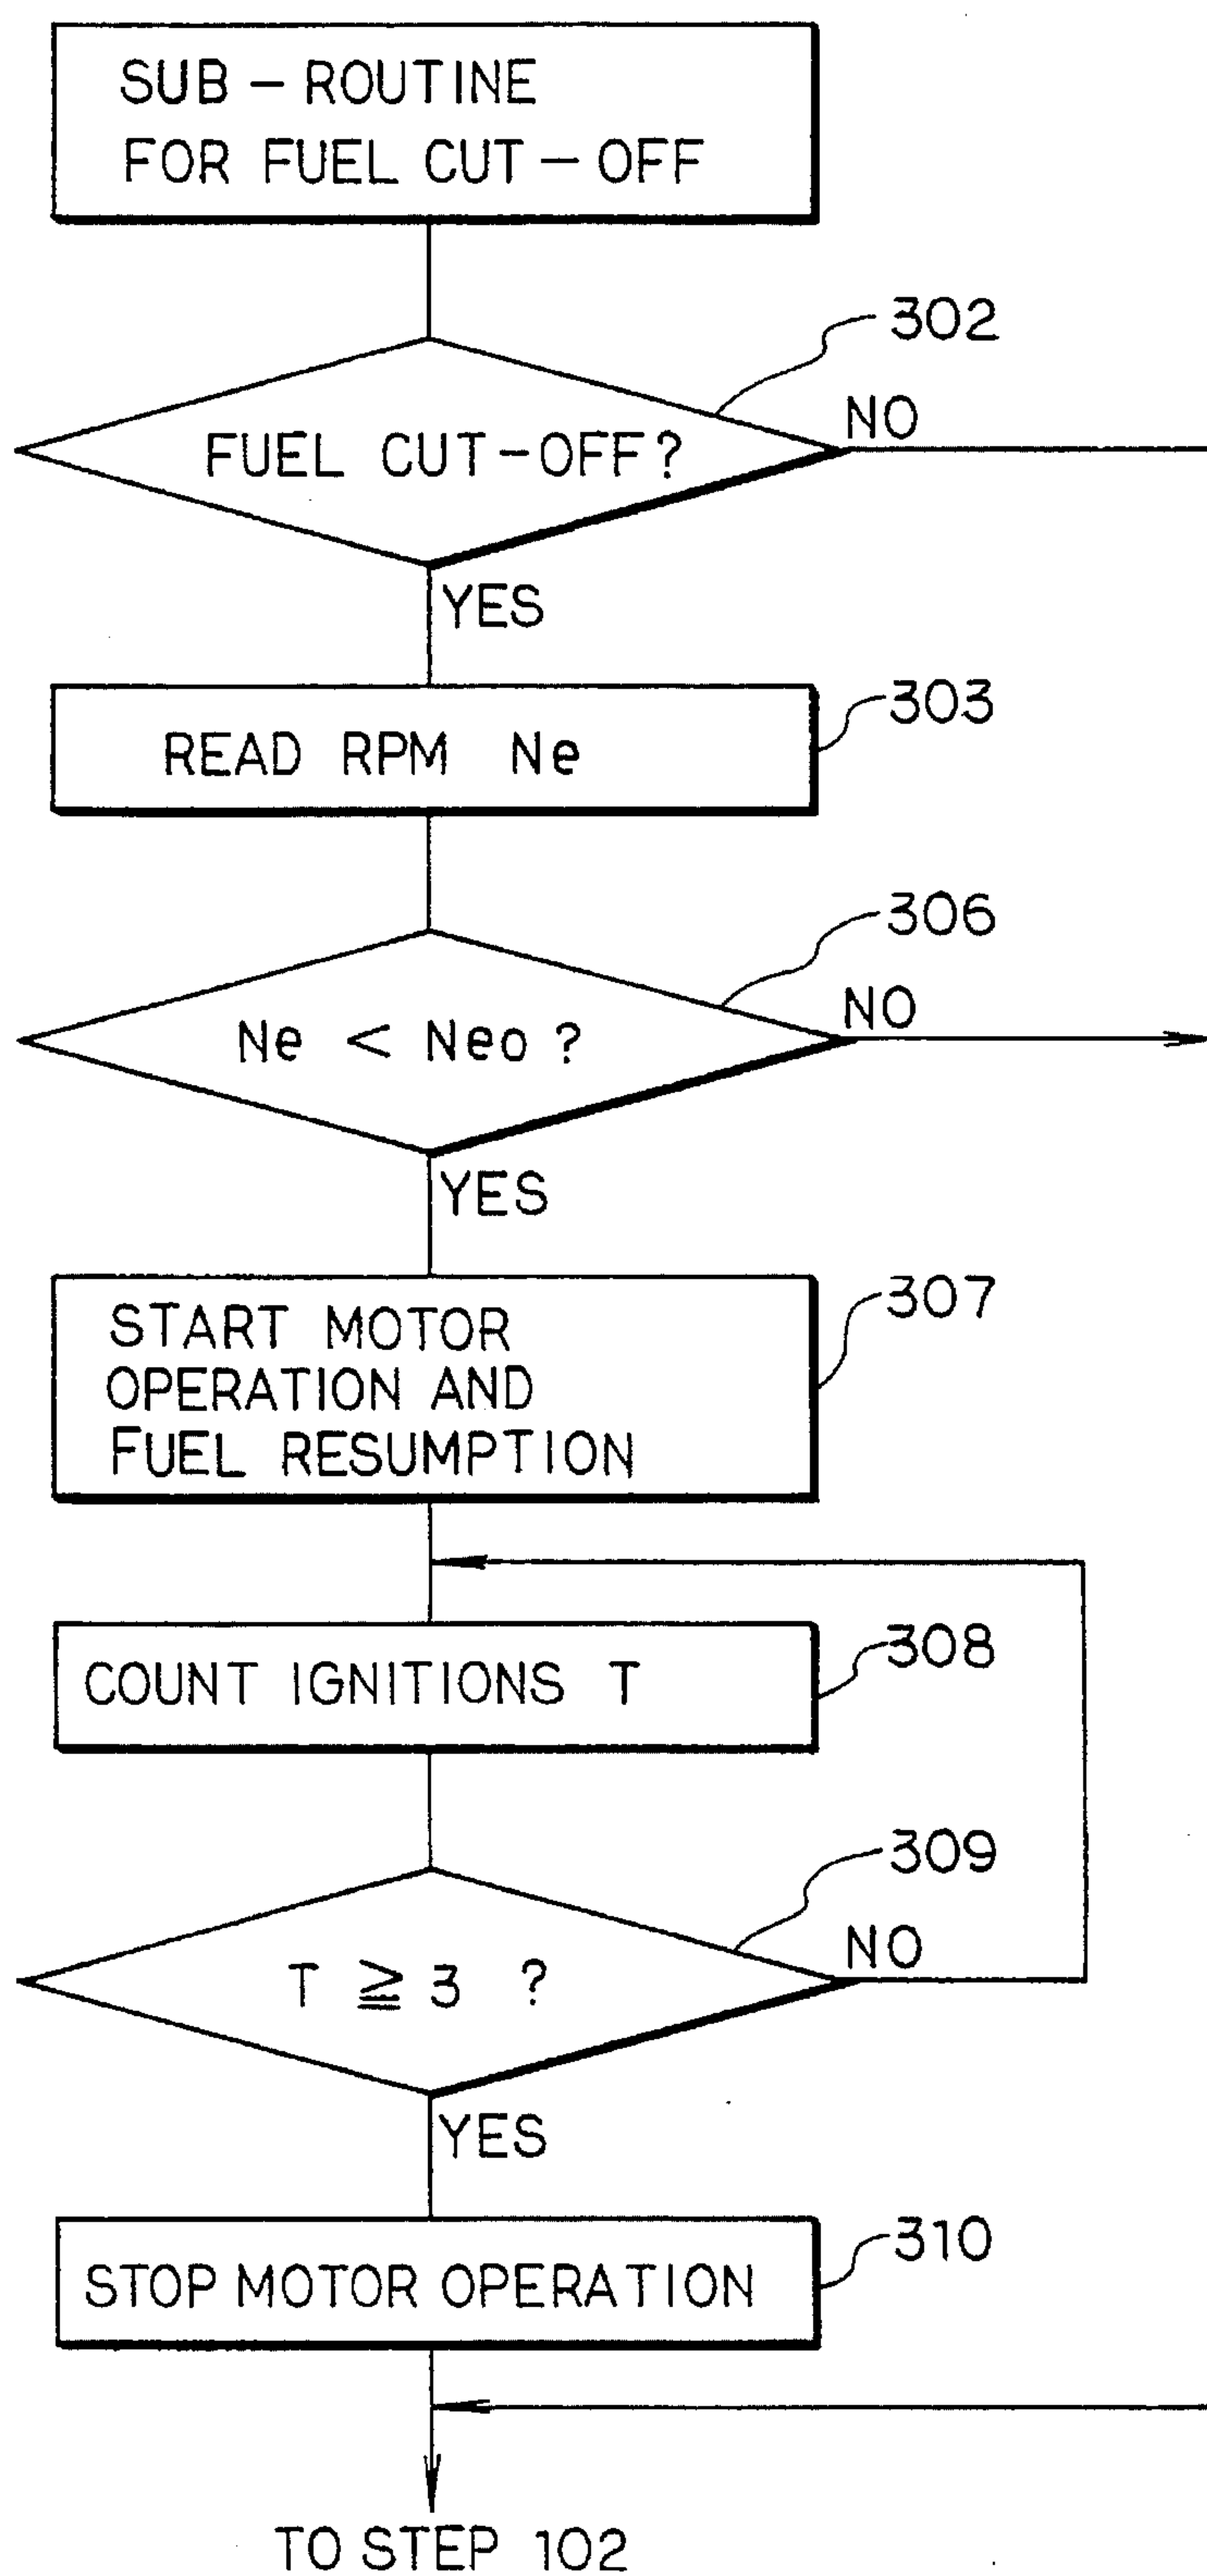 SUB-ROUTINE
FOR FUEL CUT-OFF
302
FUEL CUT-OFF?
NO
YES
303
READ RPM Ne
306
Ne < Neo ?
NO
YES
307
START MOTOR
OPERATION AND
FUEL RESUMPTION
308
COUNT IGNITIONS T
309
T ≧ 3 ?
NO
YES
310
STOP MOTOR OPERATION
TO STEP 102